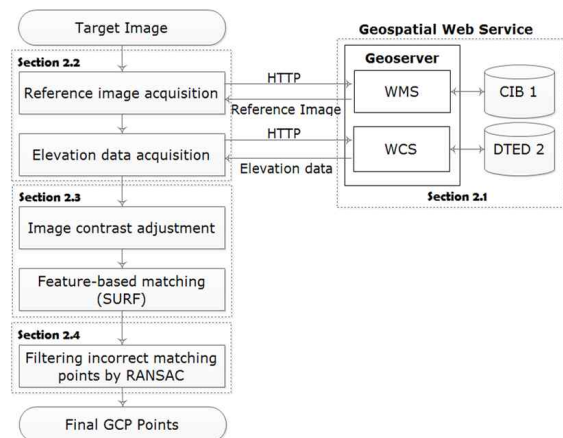 Target Image
Geospatial Web Service
Section 2.2
Geoserver
Reference image acquisition
HTTP
WMS
CIB 1
Reference Image
HTTP
Elevation data acquisition
WCS
DTED 2
Elevation data
Section 2.1
Section 2.3
Image contrast adjustment
Feature-based matching
(SURF)
Section 2.4
Filtering incorrect matching
points by RANSAC
Final GCP Points